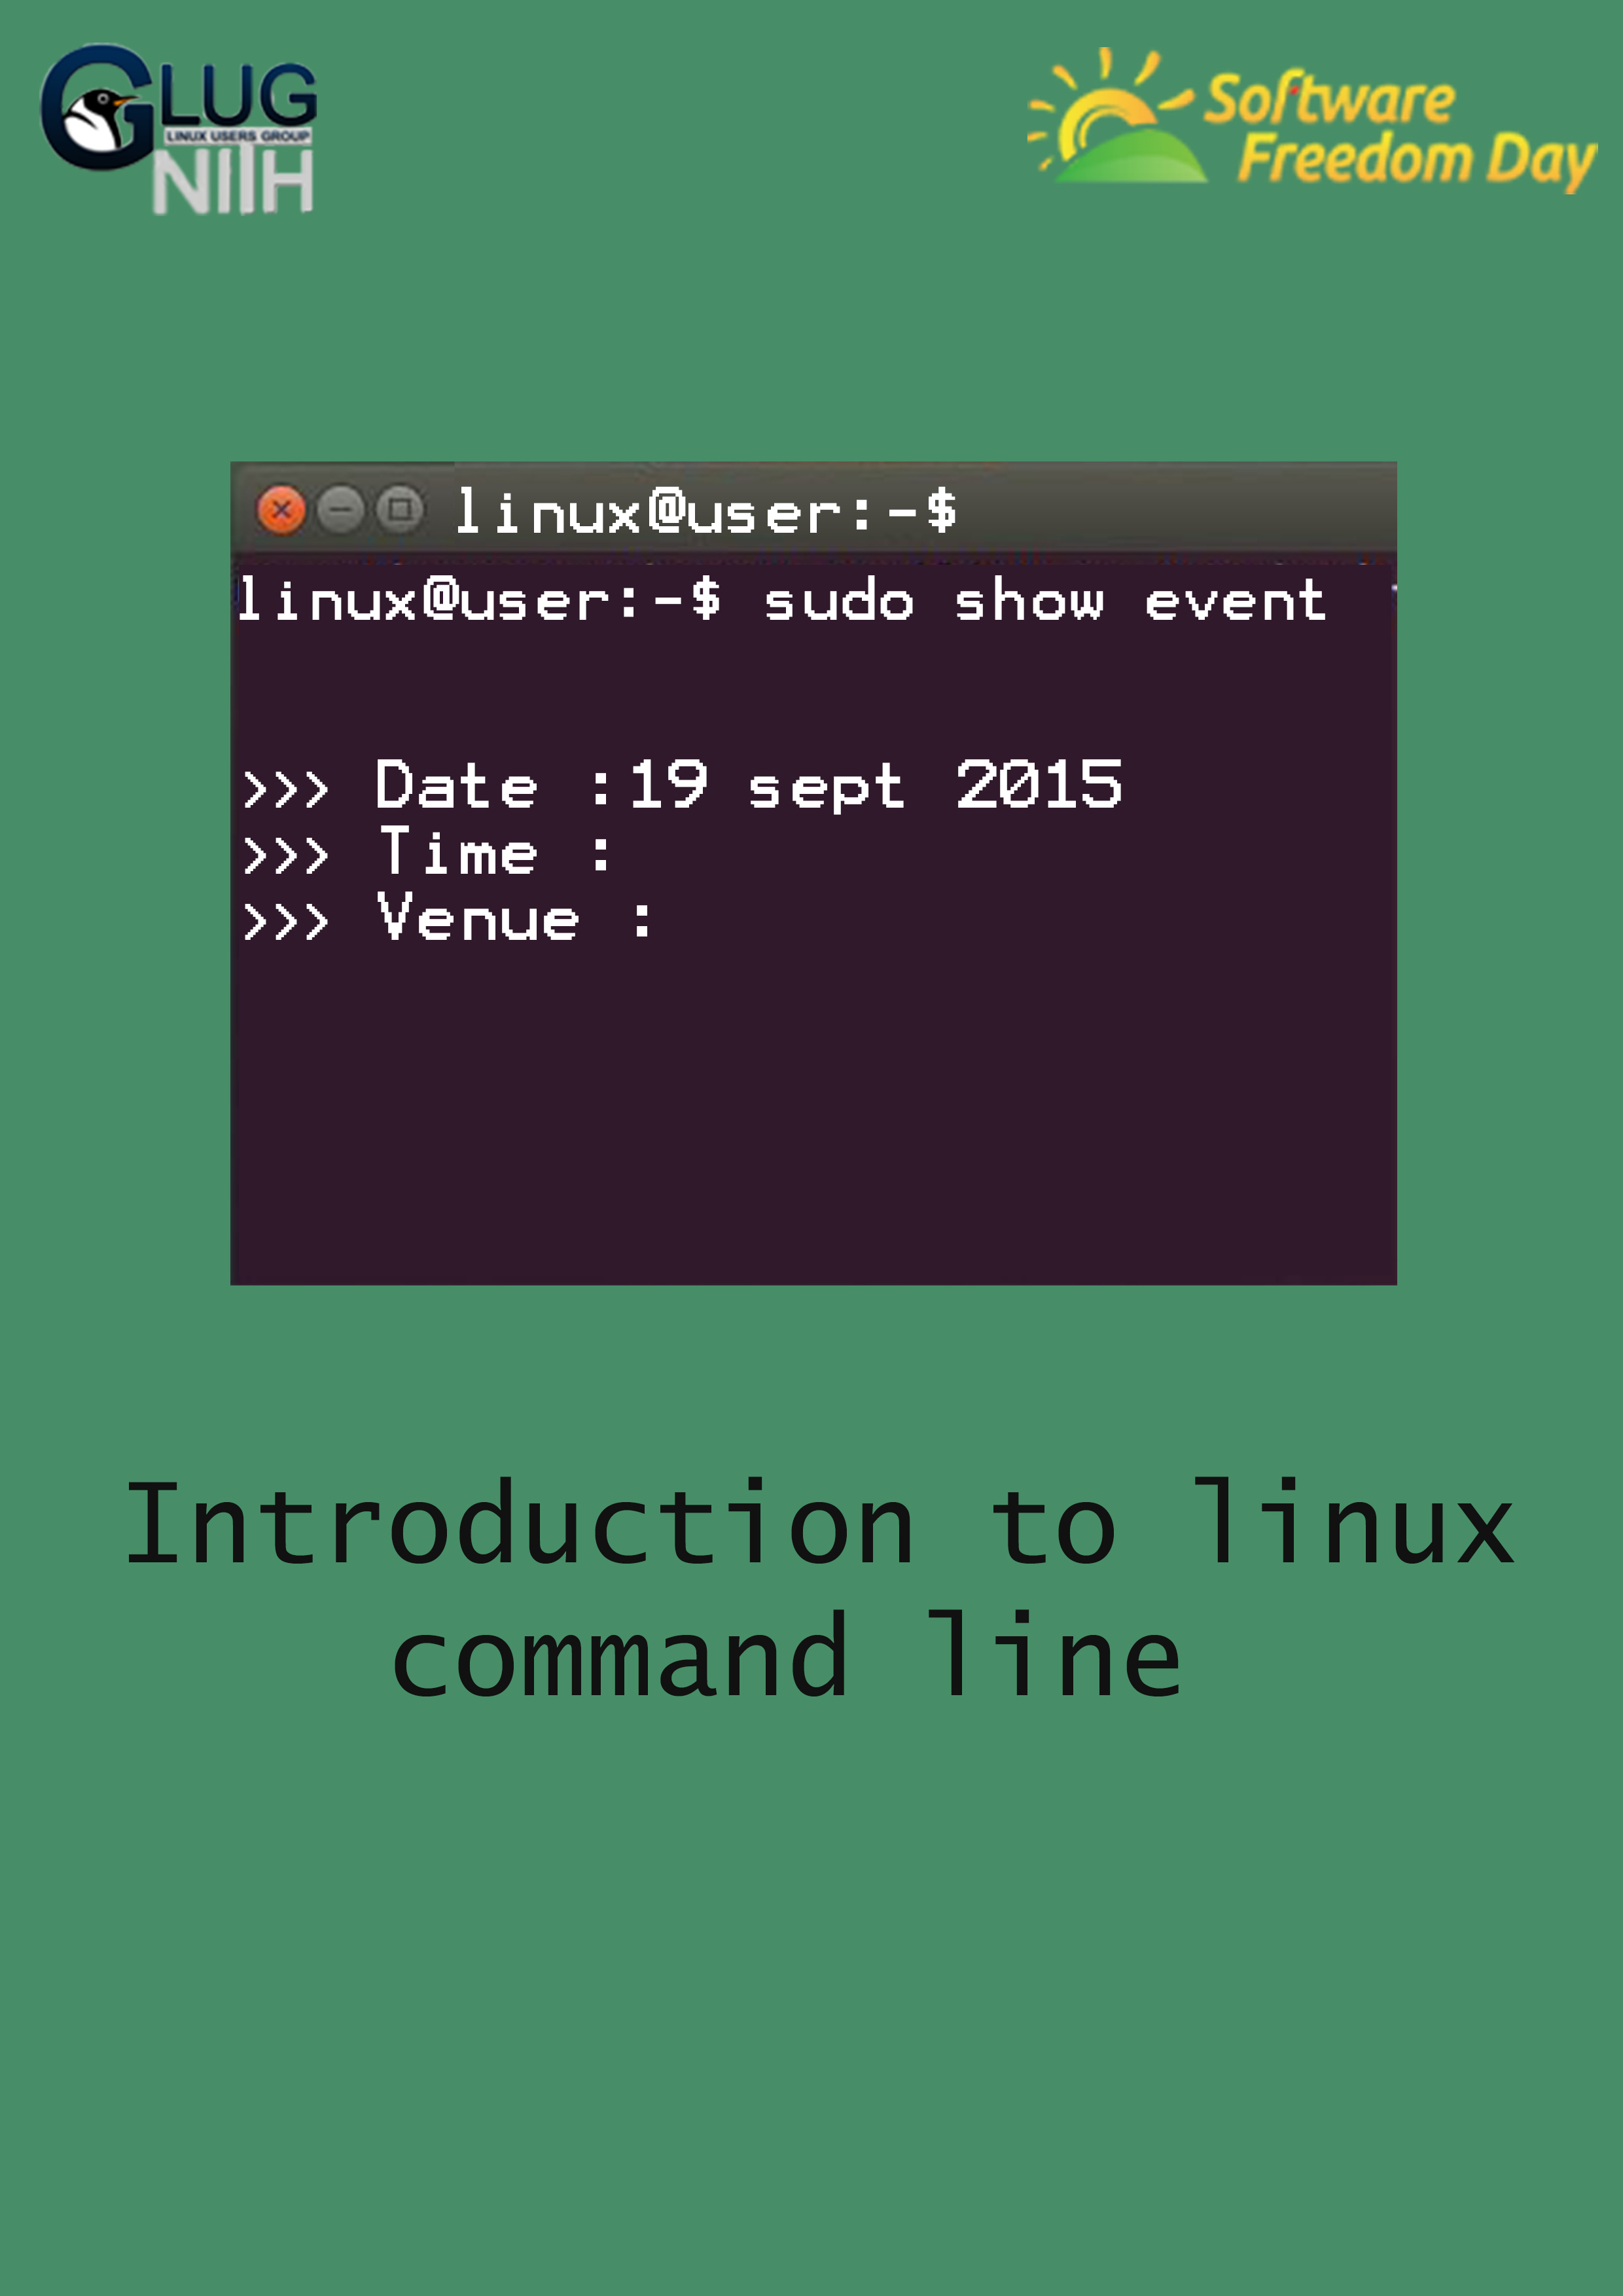 GLUG
LINUX USERS GROUP
NITH
Software
Freedom Day
linux@user:-$
linux@user:-$ sudo show event
>>> Date :19 sept 2015
>>> Time :
>>> Venue :
Introduction to linux
command line